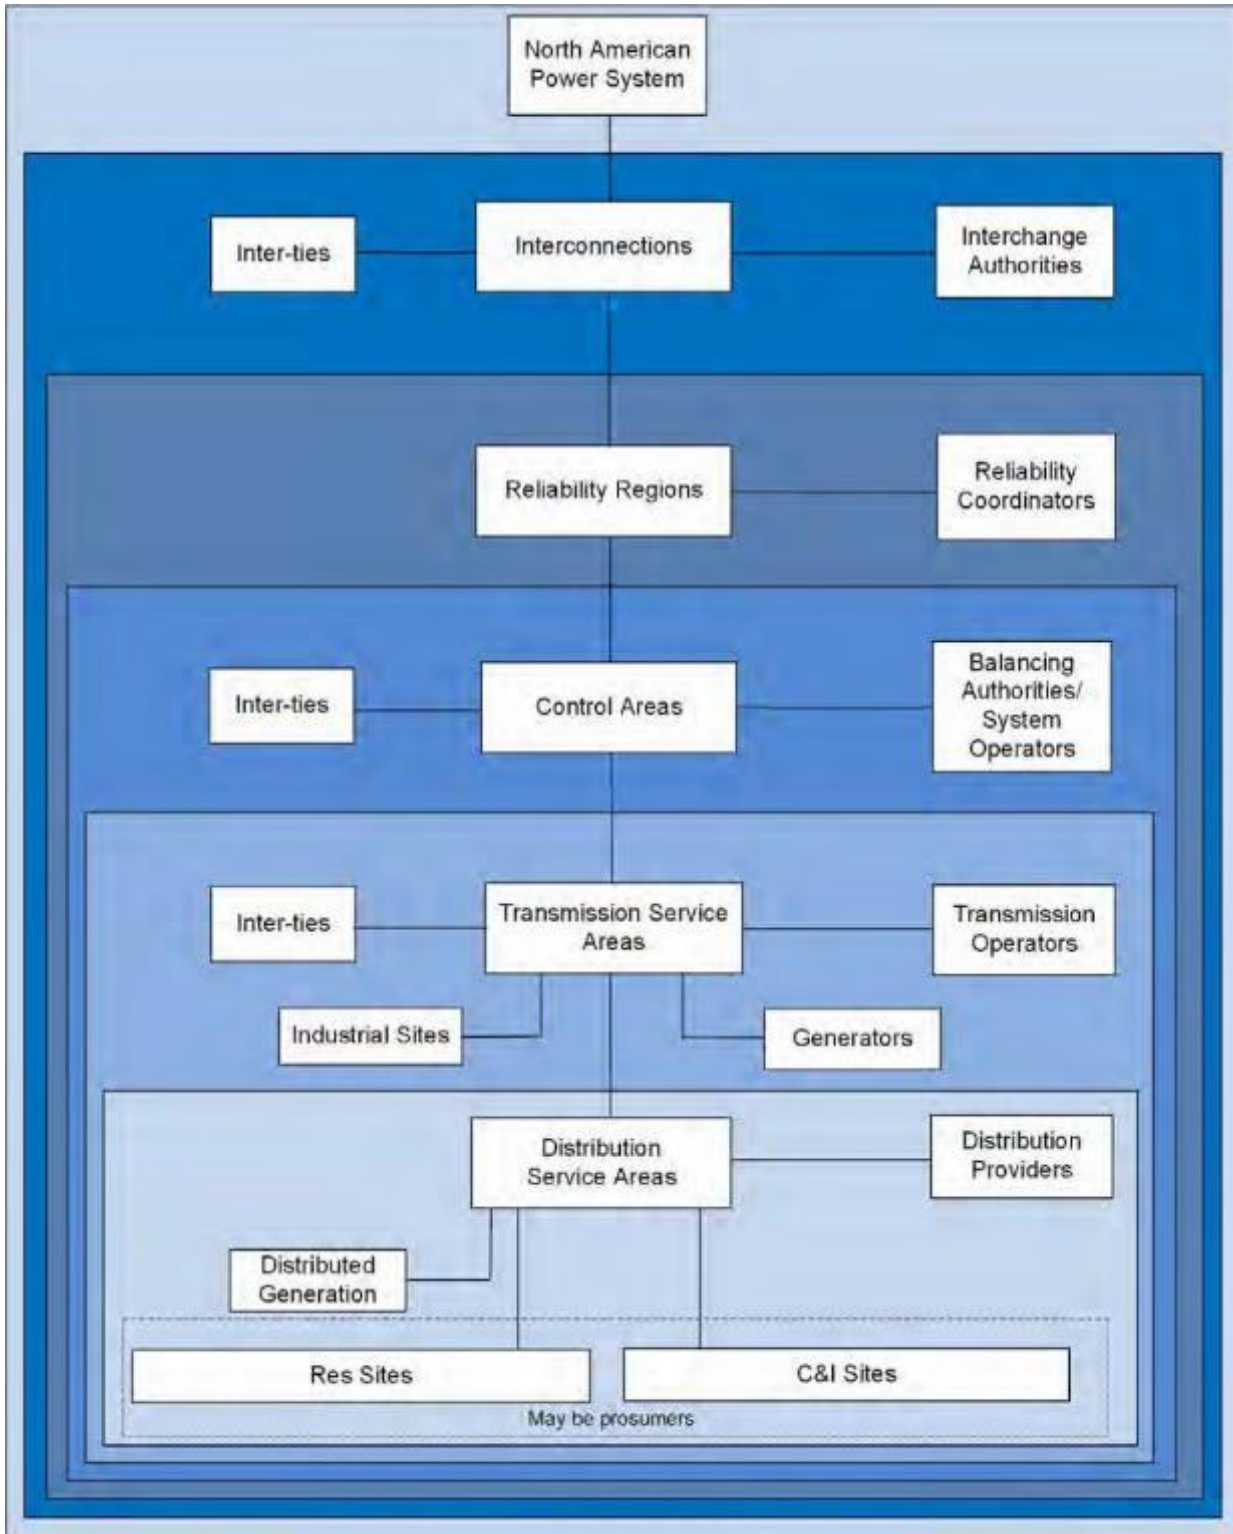 North American
Power System
Inter-ties
Interconnections
Interchange
Authorities
Reliability Regions
Reliability
Coordinators
Inter-ties
Control Areas
Balancing
Authorities/
System
Operators
Inter-ties
Transmission Service
Areas
Transmission
Operators
Industrial Sites
Generators
Distribution
Service Areas
Distribution
Providers
Distributed
Generation
Res Sites
C&I Sites
May be prosumers